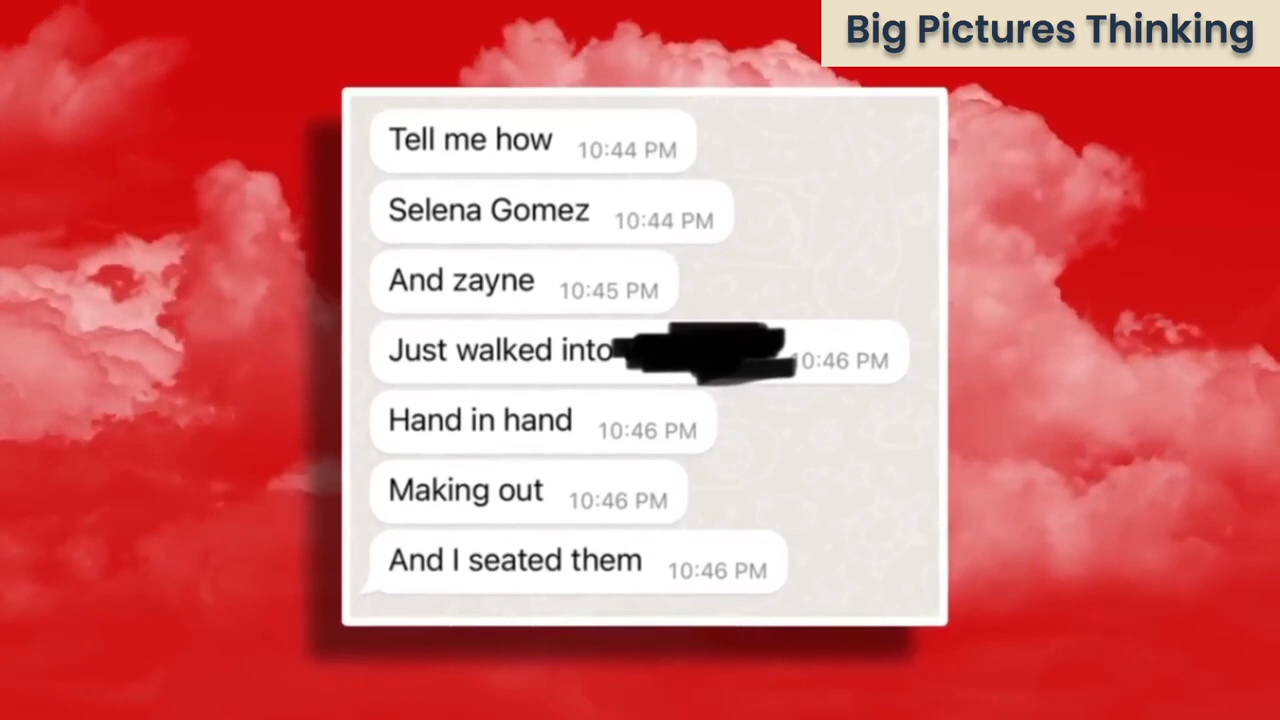 Big Pictures Thinking
Tell me how 10:44 PM
Selena Gomez 10:44 PM
And zayne 10:45 PM
Just walked into 0:46 PM
Hand in hand 10:46 PM
Making out 10:46 PM
And I seated them 10:46 PM